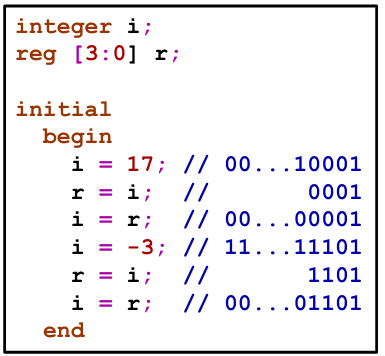 integer i;
reg [3:0] r;
initial
begin
i = 17; // 00...10001
r = i; // 0001
i = r; // 00...00001
i = -3; // 11...11101
r = i; // 1101
i = r; // 00...01101
end